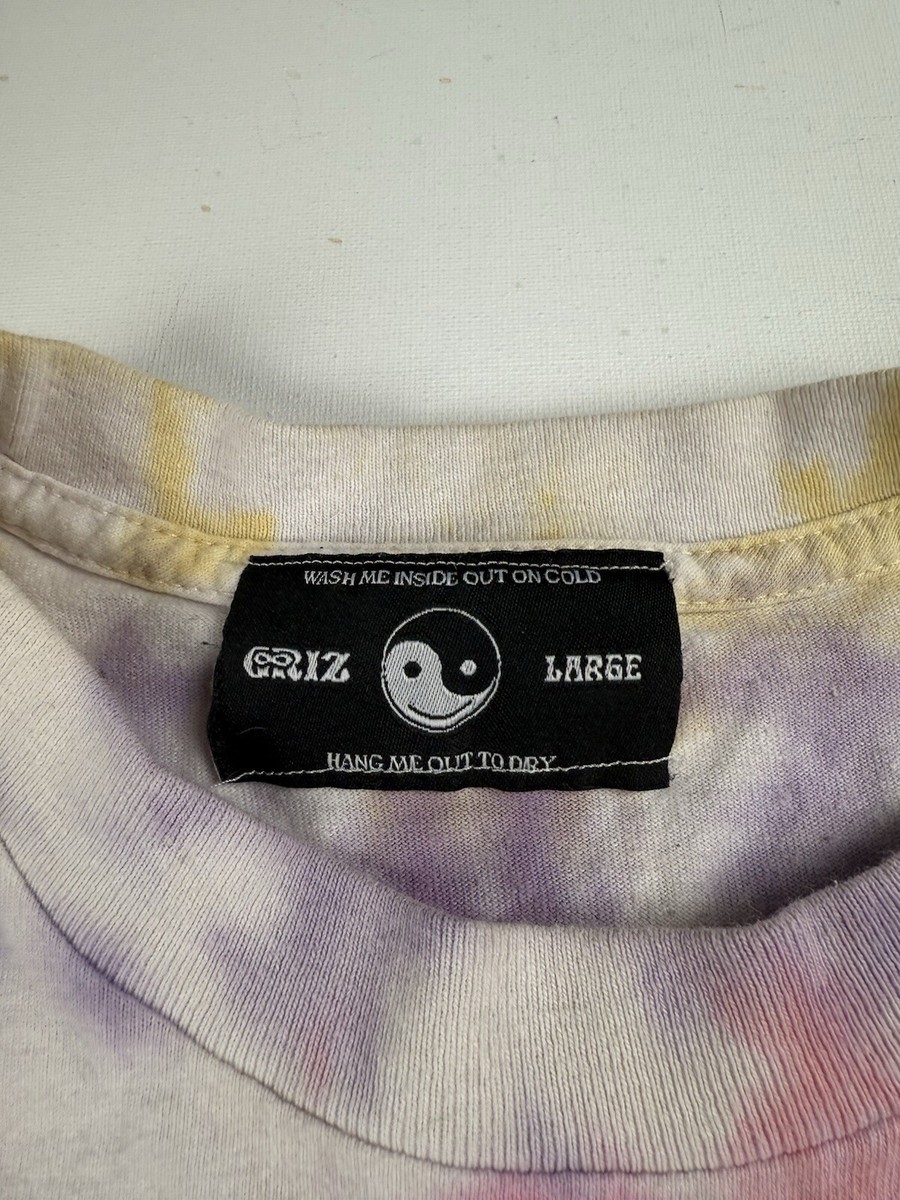 WASH ME INSIDE OUT ON COLD
GRIZ LARGE
HANG ME OUT TO DRY